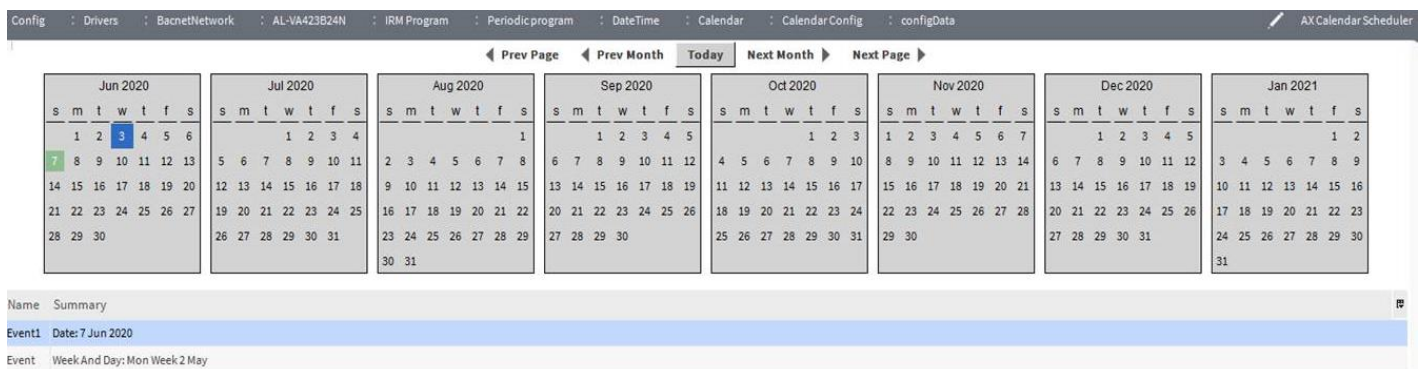 Config : Drivers : BacnetNetwork : AL-VA423B24N : IRM Program : Periodic program : DateTime : Calendar : Calendar Config : configData AX Calendar Scheduler
Prev Page Prev Month Today Next Month Next Page
Jun 2020 Jul 2020 Aug 2020 Sep 2020 Oct 2020 Nov 2020 Dec 2020 Jan 2021
s m t w t f s s m t w t f s s m t w t f s s m t w t f s s m t w t f s s m t w t f s s m t w t f s s m t w t f s
1 2 3 4 5 6 1 2 3 4 1 1 2 3 4 5 1 2 3 1 2 3 4 5 6 7 1 2 3 4 5 1 2
7 8 9 10 11 12 13 5 6 7 8 9 10 11 2 3 4 5 6 7 8 6 7 8 9 10 11 12 4 5 6 7 8 9 10 8 9 10 11 12 13 14 6 7 8 9 10 11 12 3 4 5 6 7 8 9
14 15 16 17 18 19 20 12 13 14 15 16 17 18 9 10 11 12 13 14 15 13 14 15 16 17 18 19 11 12 13 14 15 16 17 15 16 17 18 19 20 21 13 14 15 16 17 18 19 10 11 12 13 14 15 16
21 22 23 24 25 26 27 19 20 21 22 23 24 25 16 17 18 19 20 21 22 20 21 22 23 24 25 26 18 19 20 21 22 23 24 22 23 24 25 26 27 28 20 21 22 23 24 25 26 17 18 19 20 21 22 23
28 29 30 26 27 28 29 30 31 23 24 25 26 27 28 29 27 28 29 30 25 26 27 28 29 30 31 29 30 27 28 29 30 31 24 25 26 27 28 29 30
30 31 31
Name Summary
Event1 Date: 7 Jun 2020
Event Week And Day: Mon Week 2 May